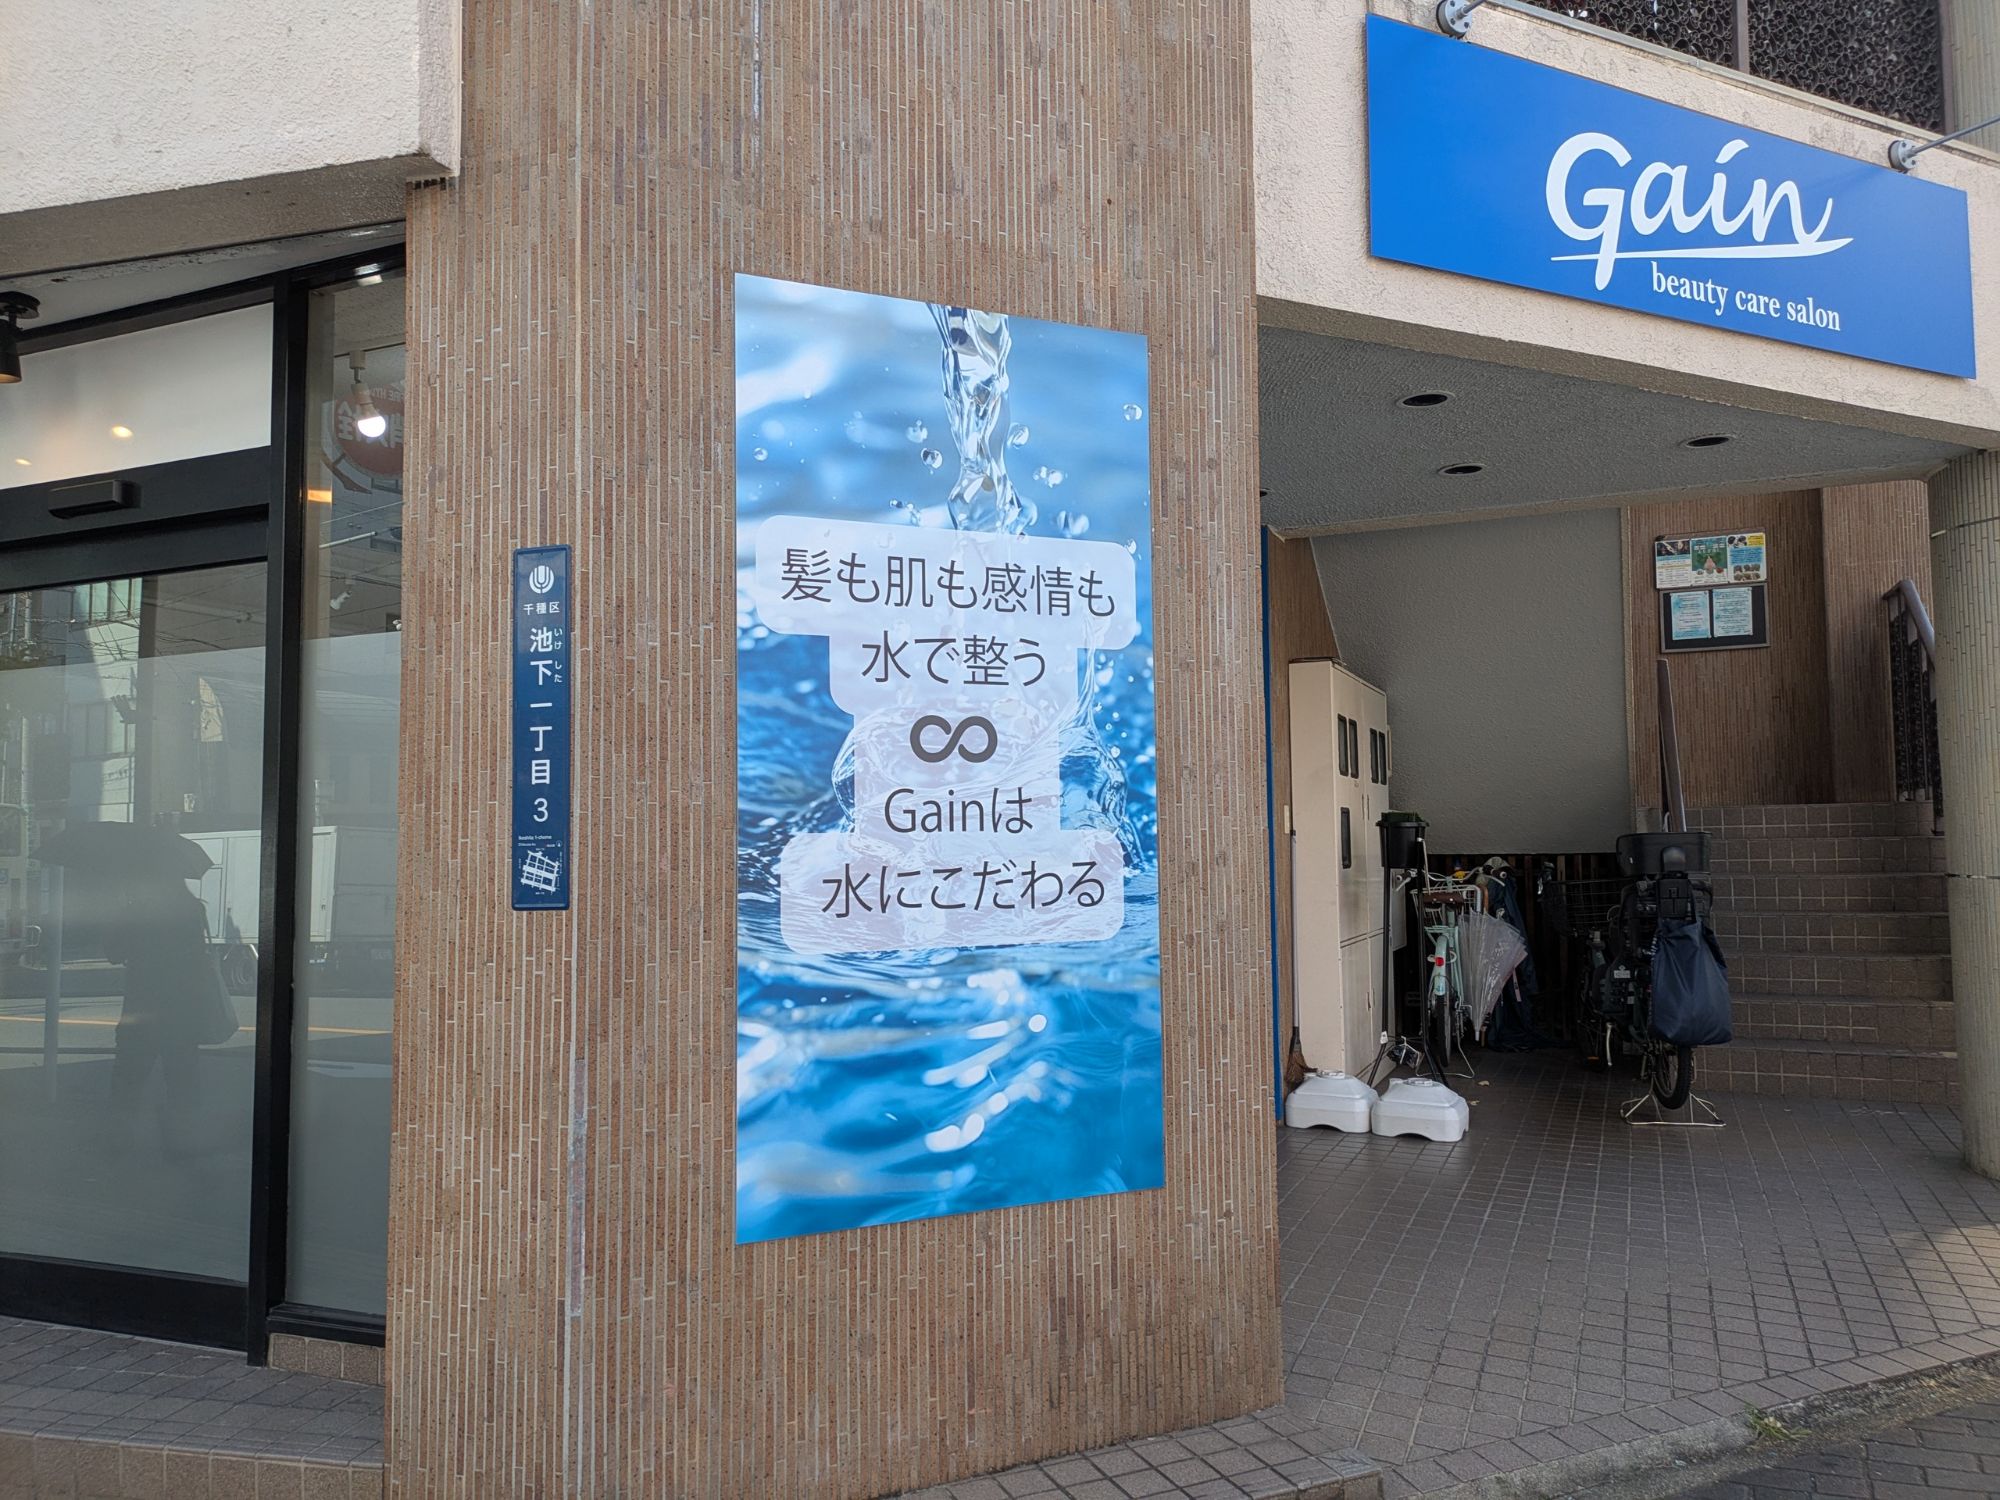 Gain
beauty care salon
髪も肌も感情も
水で整う
∞
Gainは
水にこだわる
千種区
池下一丁目 3
いけした